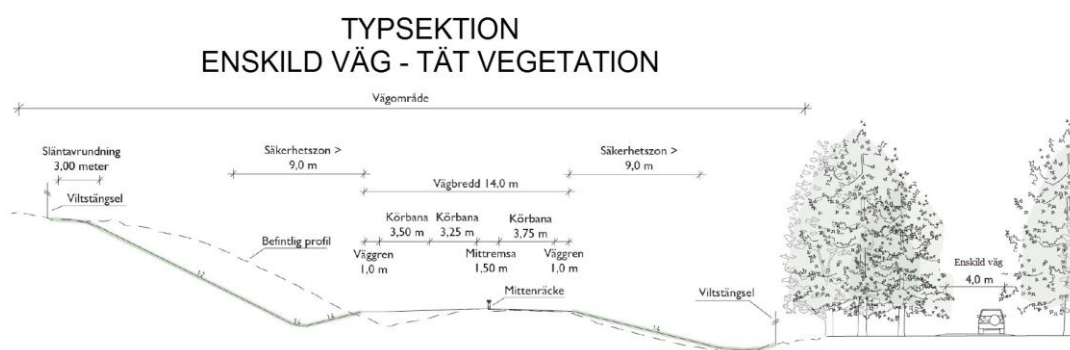 TYPSEKTION
ENSKILD VÄG - TÄT VEGETATION
Vägområde
Släntavrundning
3,00 meter
Säkerhetszon >
9,0 m
Säkerhetszon >
9,0 m
Vägbredd 14,0 m
Viltstängsel
Körbana
3,50 m
Körbana
3,25 m
Körbana
3,75 m
Befintlig profil
Väggren
1,0 m
Mittremsa
1,50 m
Väggren
1,0 m
Enskild väg
4,0 m
Mittenräcke
Viltstängsel